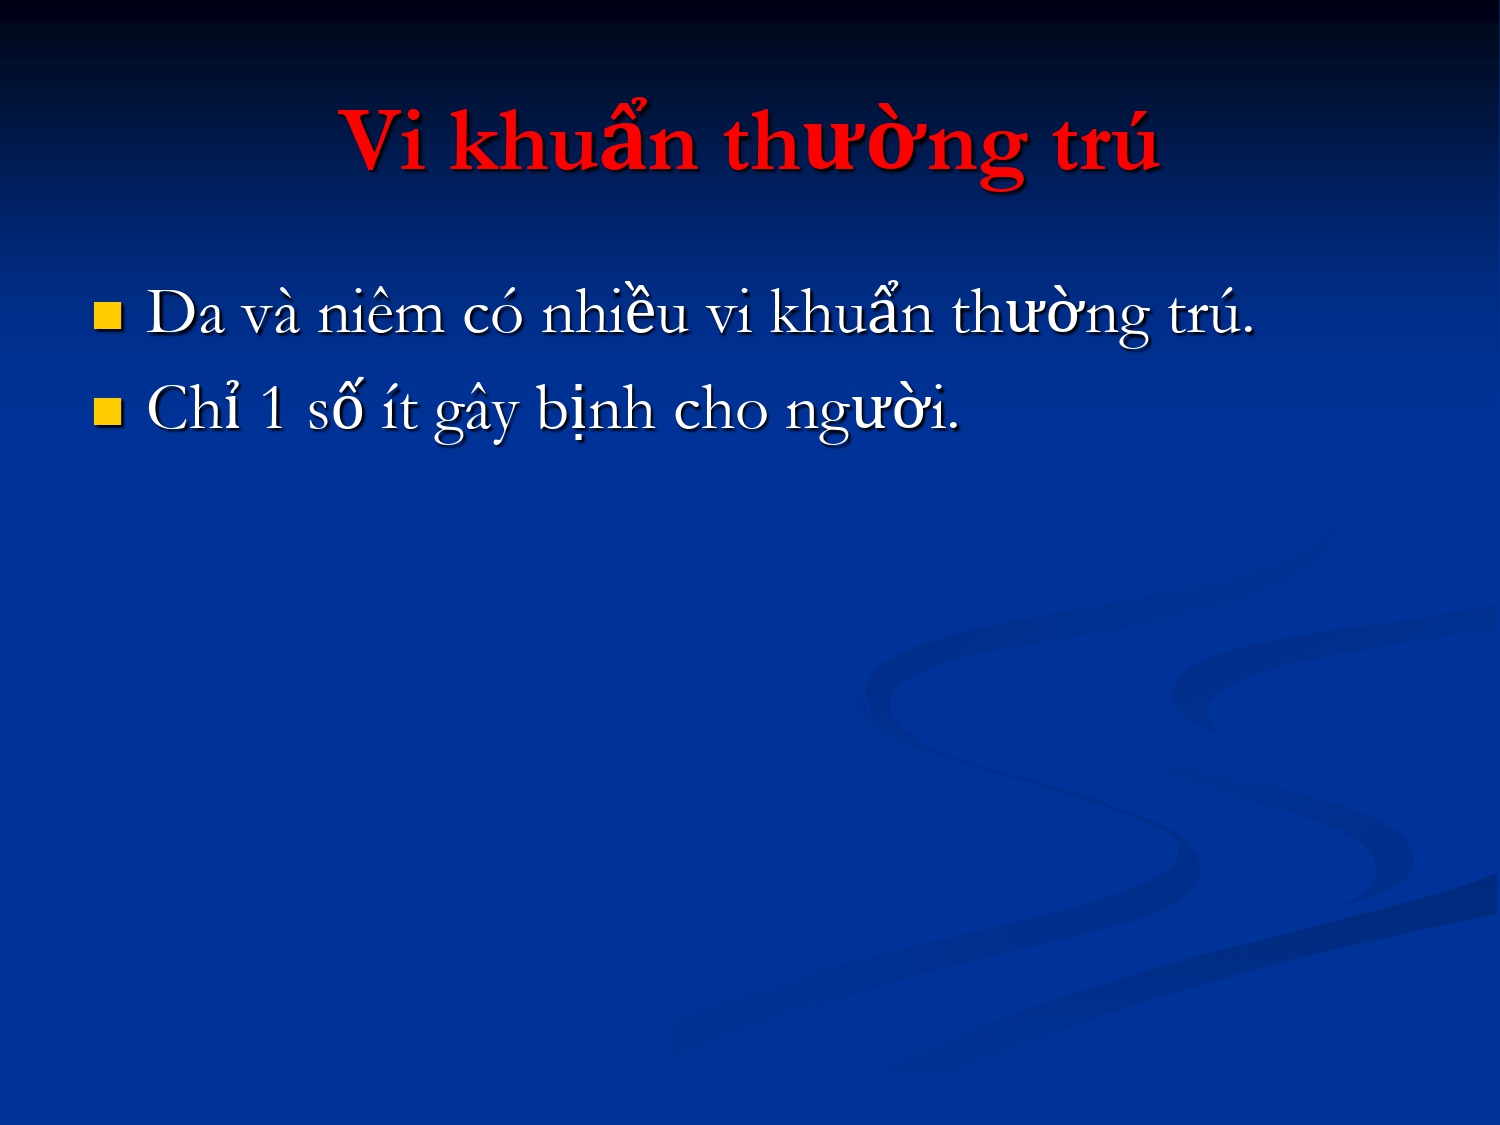 Vi khuẩn thường trú
Da và niêm có nhiều vi khuẩn thường trú.
Chỉ 1 số ít gây bịnh cho người.